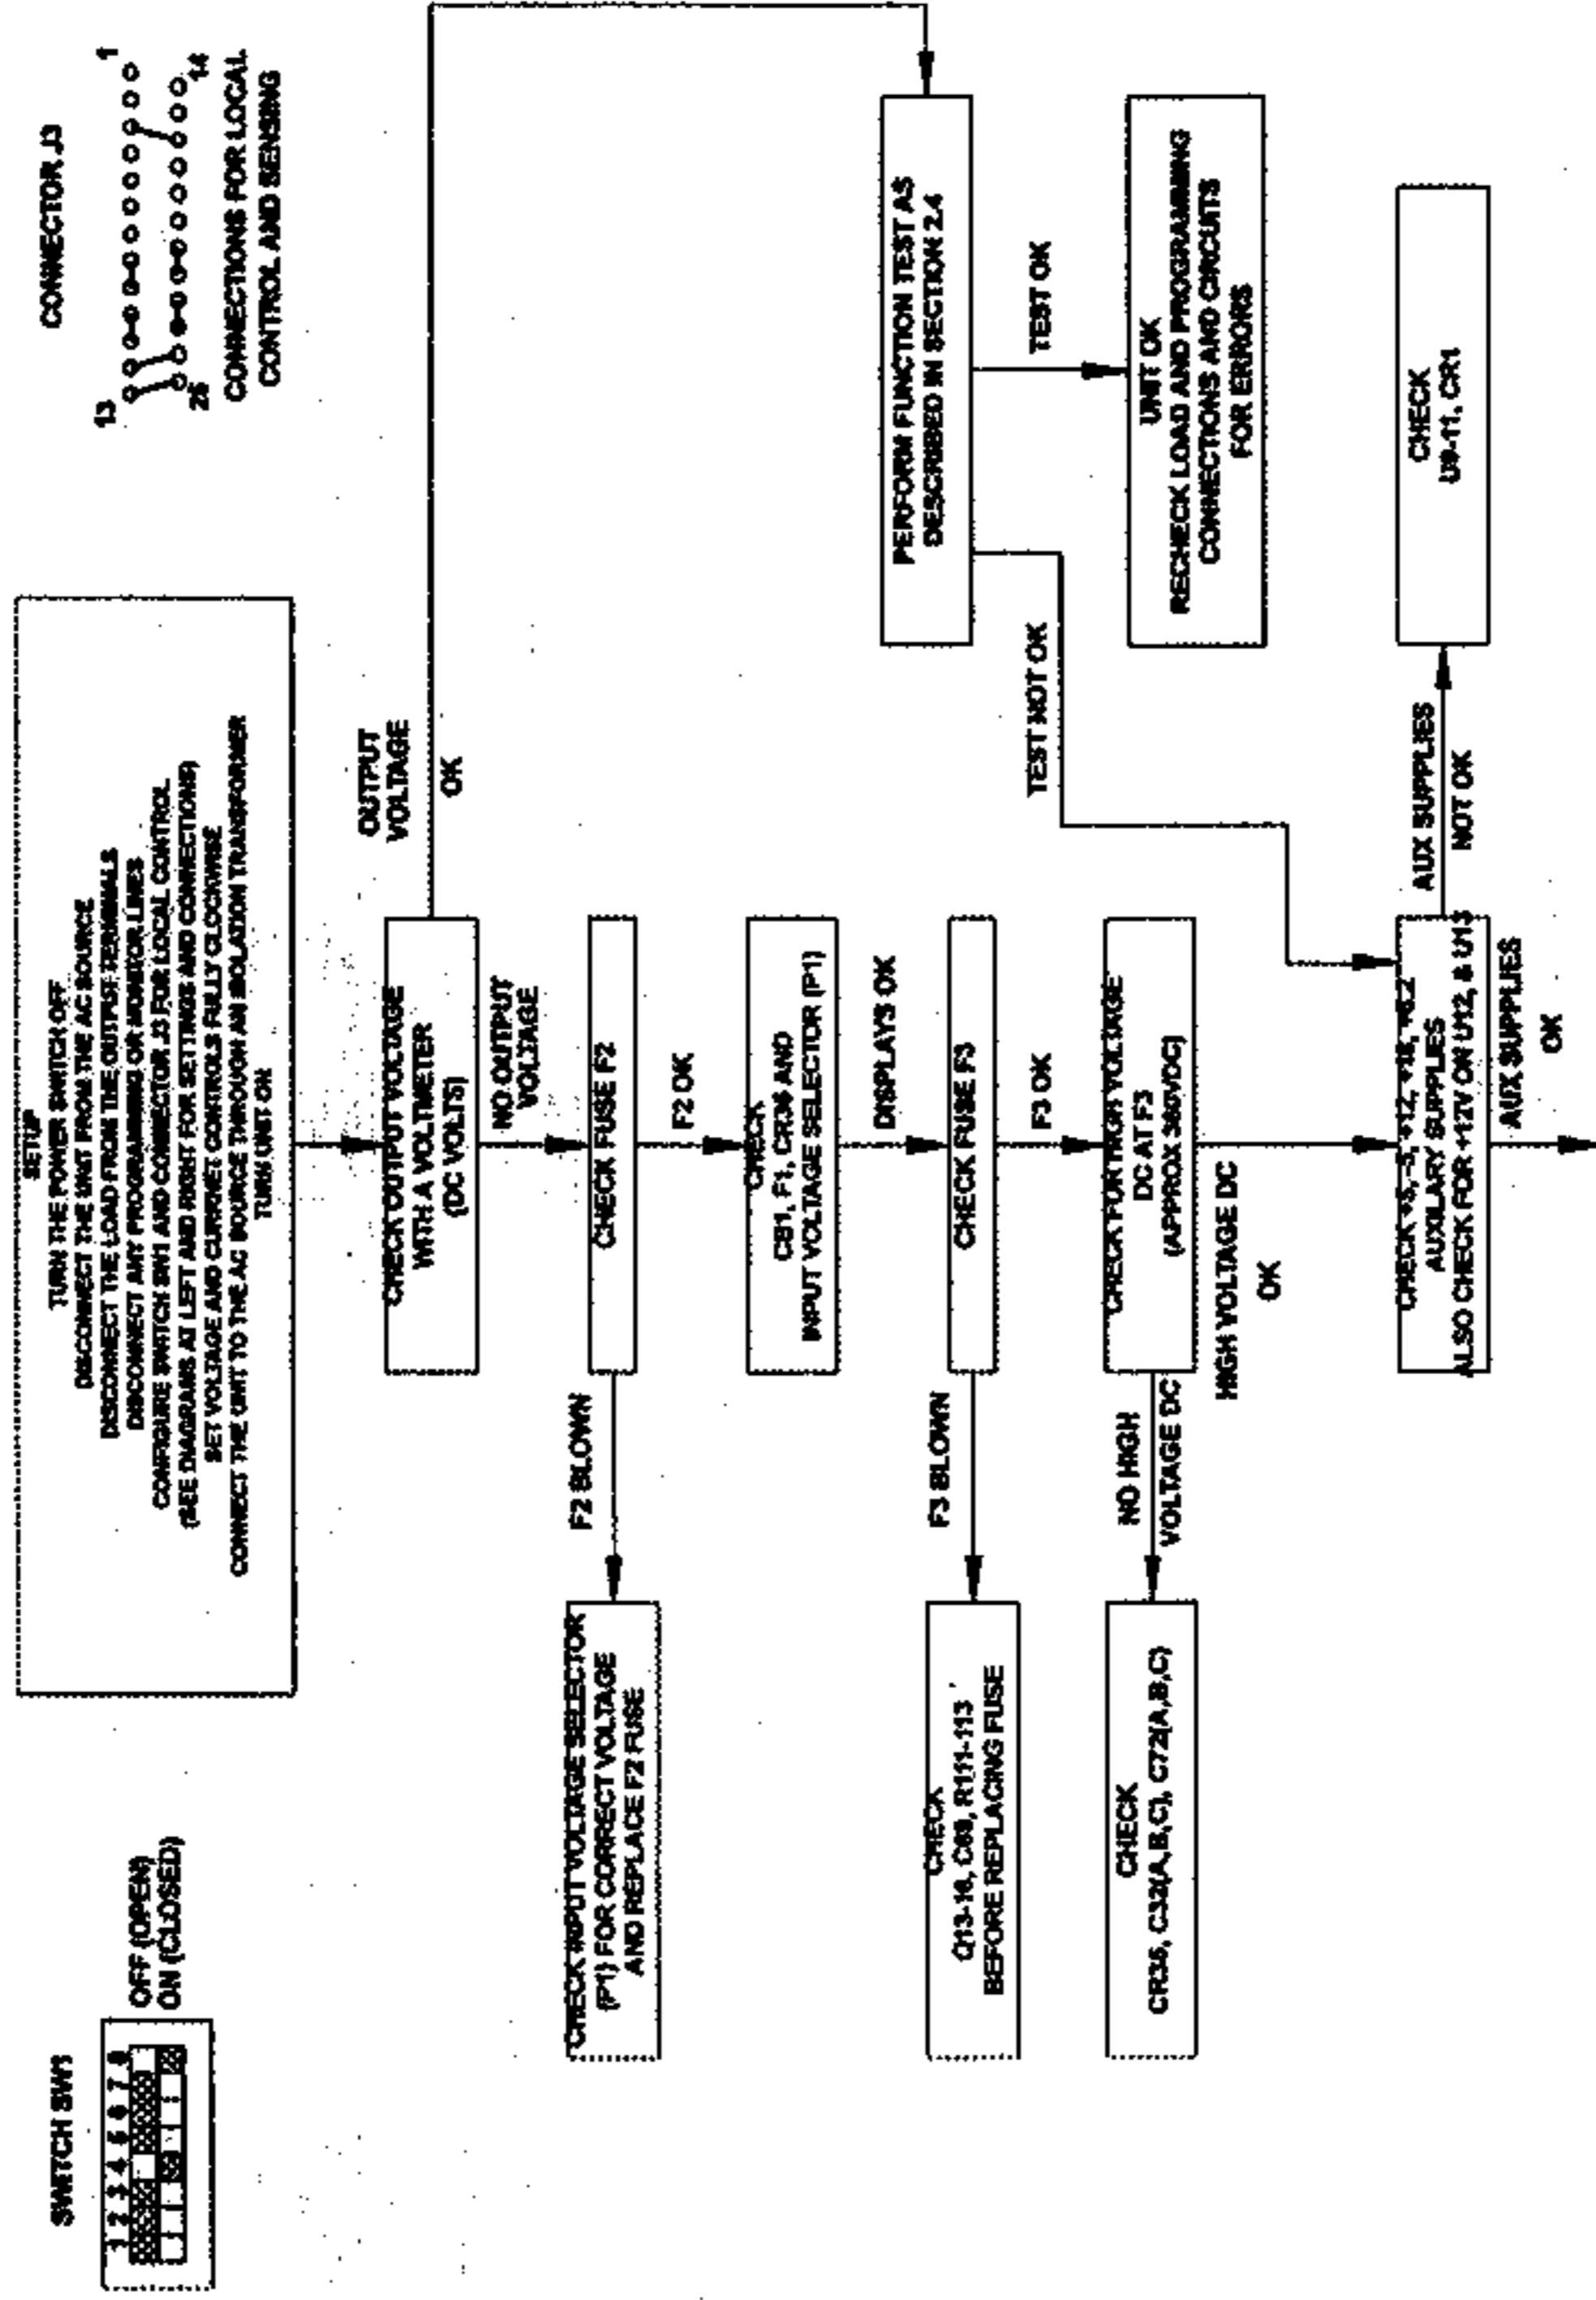 SWITCH SW1
1 2 3 4 5 6 7 8
OFF (OPEN)
ON (CLOSED)
SETUP
TURN THE POWER SWITCH OFF
DISCONNECT THE UNIT FROM THE AC SOURCE
DISCONNECT THE LOAD FROM THE OUTPUT TERMINALS
DISCONNECT ANY PROGRAMING OR MONITOR LINES
CONFIGURE SWITCH SW1 AND CONNECTOR J3 FOR LOCAL CONTROL
(SEE DIAGRAMS AT LEFT AND RIGHT FOR SETTINGS AND CONNECTIONS)
SET VOLTAGE AND CURRNET CONTROLS FULLY CLOCKWISE
CONNECT THE UNIT TO THE AC SOURCE THROUGH AN ISOLATION TRANSFORMER
TURN UNIT ON
CONNECTOR J3
13
1
25
14
CONNECTIONS FOR LOCAL
CONTROL AND SENSING
CHECK OUTPUT VOLTAGE
WITH A VOLTMETER
(DC VOLTS)
OUTPUT
VOLTAGE
OK
NO OUTPUT
VOLTAGE
CHECK FUSE F2
F2 BLOWN
CHECK INPUT VOLTAGE SELECTOR
(P1) FOR CORRECT VOLTAGE
AND REPLACE F2 FUSE
F2 OK
CHECK
CB1, F1, CR36 AND
INPUT VOLTAGE SELECTOR (P1)
DISPLAYS OK
PERFORM FUNCTION TEST AS
DESCRIBED IN SECTION 2.4
TEST NOT OK
TEST OK
UNIT OK
RECHECK LOAD AND PROGRAMMING
CONNECTIONS AND CIRCUITS
FOR ERRORS
CHECK FUSE F3
F3 BLOWN
CHECK
Q13-16, C69, R111-113
BEFORE REPLACING FUSE
F3 OK
CHECK FOR HIGH VOLTAGE
DC AT F3
(APPROX 360VDC)
NO HIGH
VOLTAGE DC
CHECK
CR35, C32(A,B,C), C72(A,B,C)
HIGH VOLTAGE DC
OK
CHECK +5, -5, +12, +18,
AUXILARY SUPPLIES
ALSO CHECK FOR +12V ON U12, & U13
AUX SUPPLIES
NOT OK
CHECK
U9-11, CR1
AUX SUPPLIES
OK